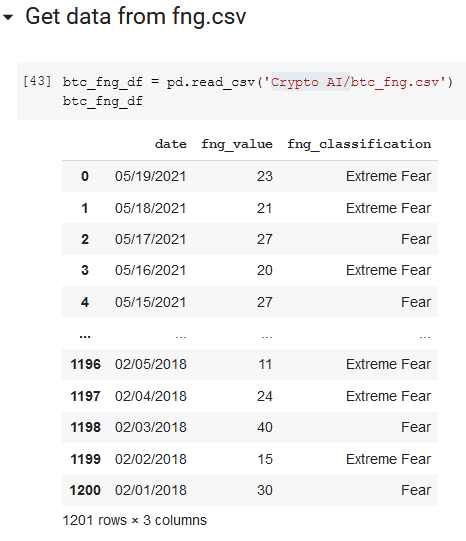 Get data from fng.csv
[43] btc_fng_df = pd.read_csv('Crypto AI/btc_fng.csv')
btc_fng_df
date fng_value fng_classification
0 05/19/2021 23 Extreme Fear
1 05/18/2021 21 Extreme Fear
2 05/17/2021 27 Fear
3 05/16/2021 20 Extreme Fear
4 05/15/2021 27 Fear
... ... ... ...
1196 02/05/2018 11 Extreme Fear
1197 02/04/2018 24 Extreme Fear
1198 02/03/2018 40 Fear
1199 02/02/2018 15 Extreme Fear
1200 02/01/2018 30 Fear
1201 rows × 3 columns